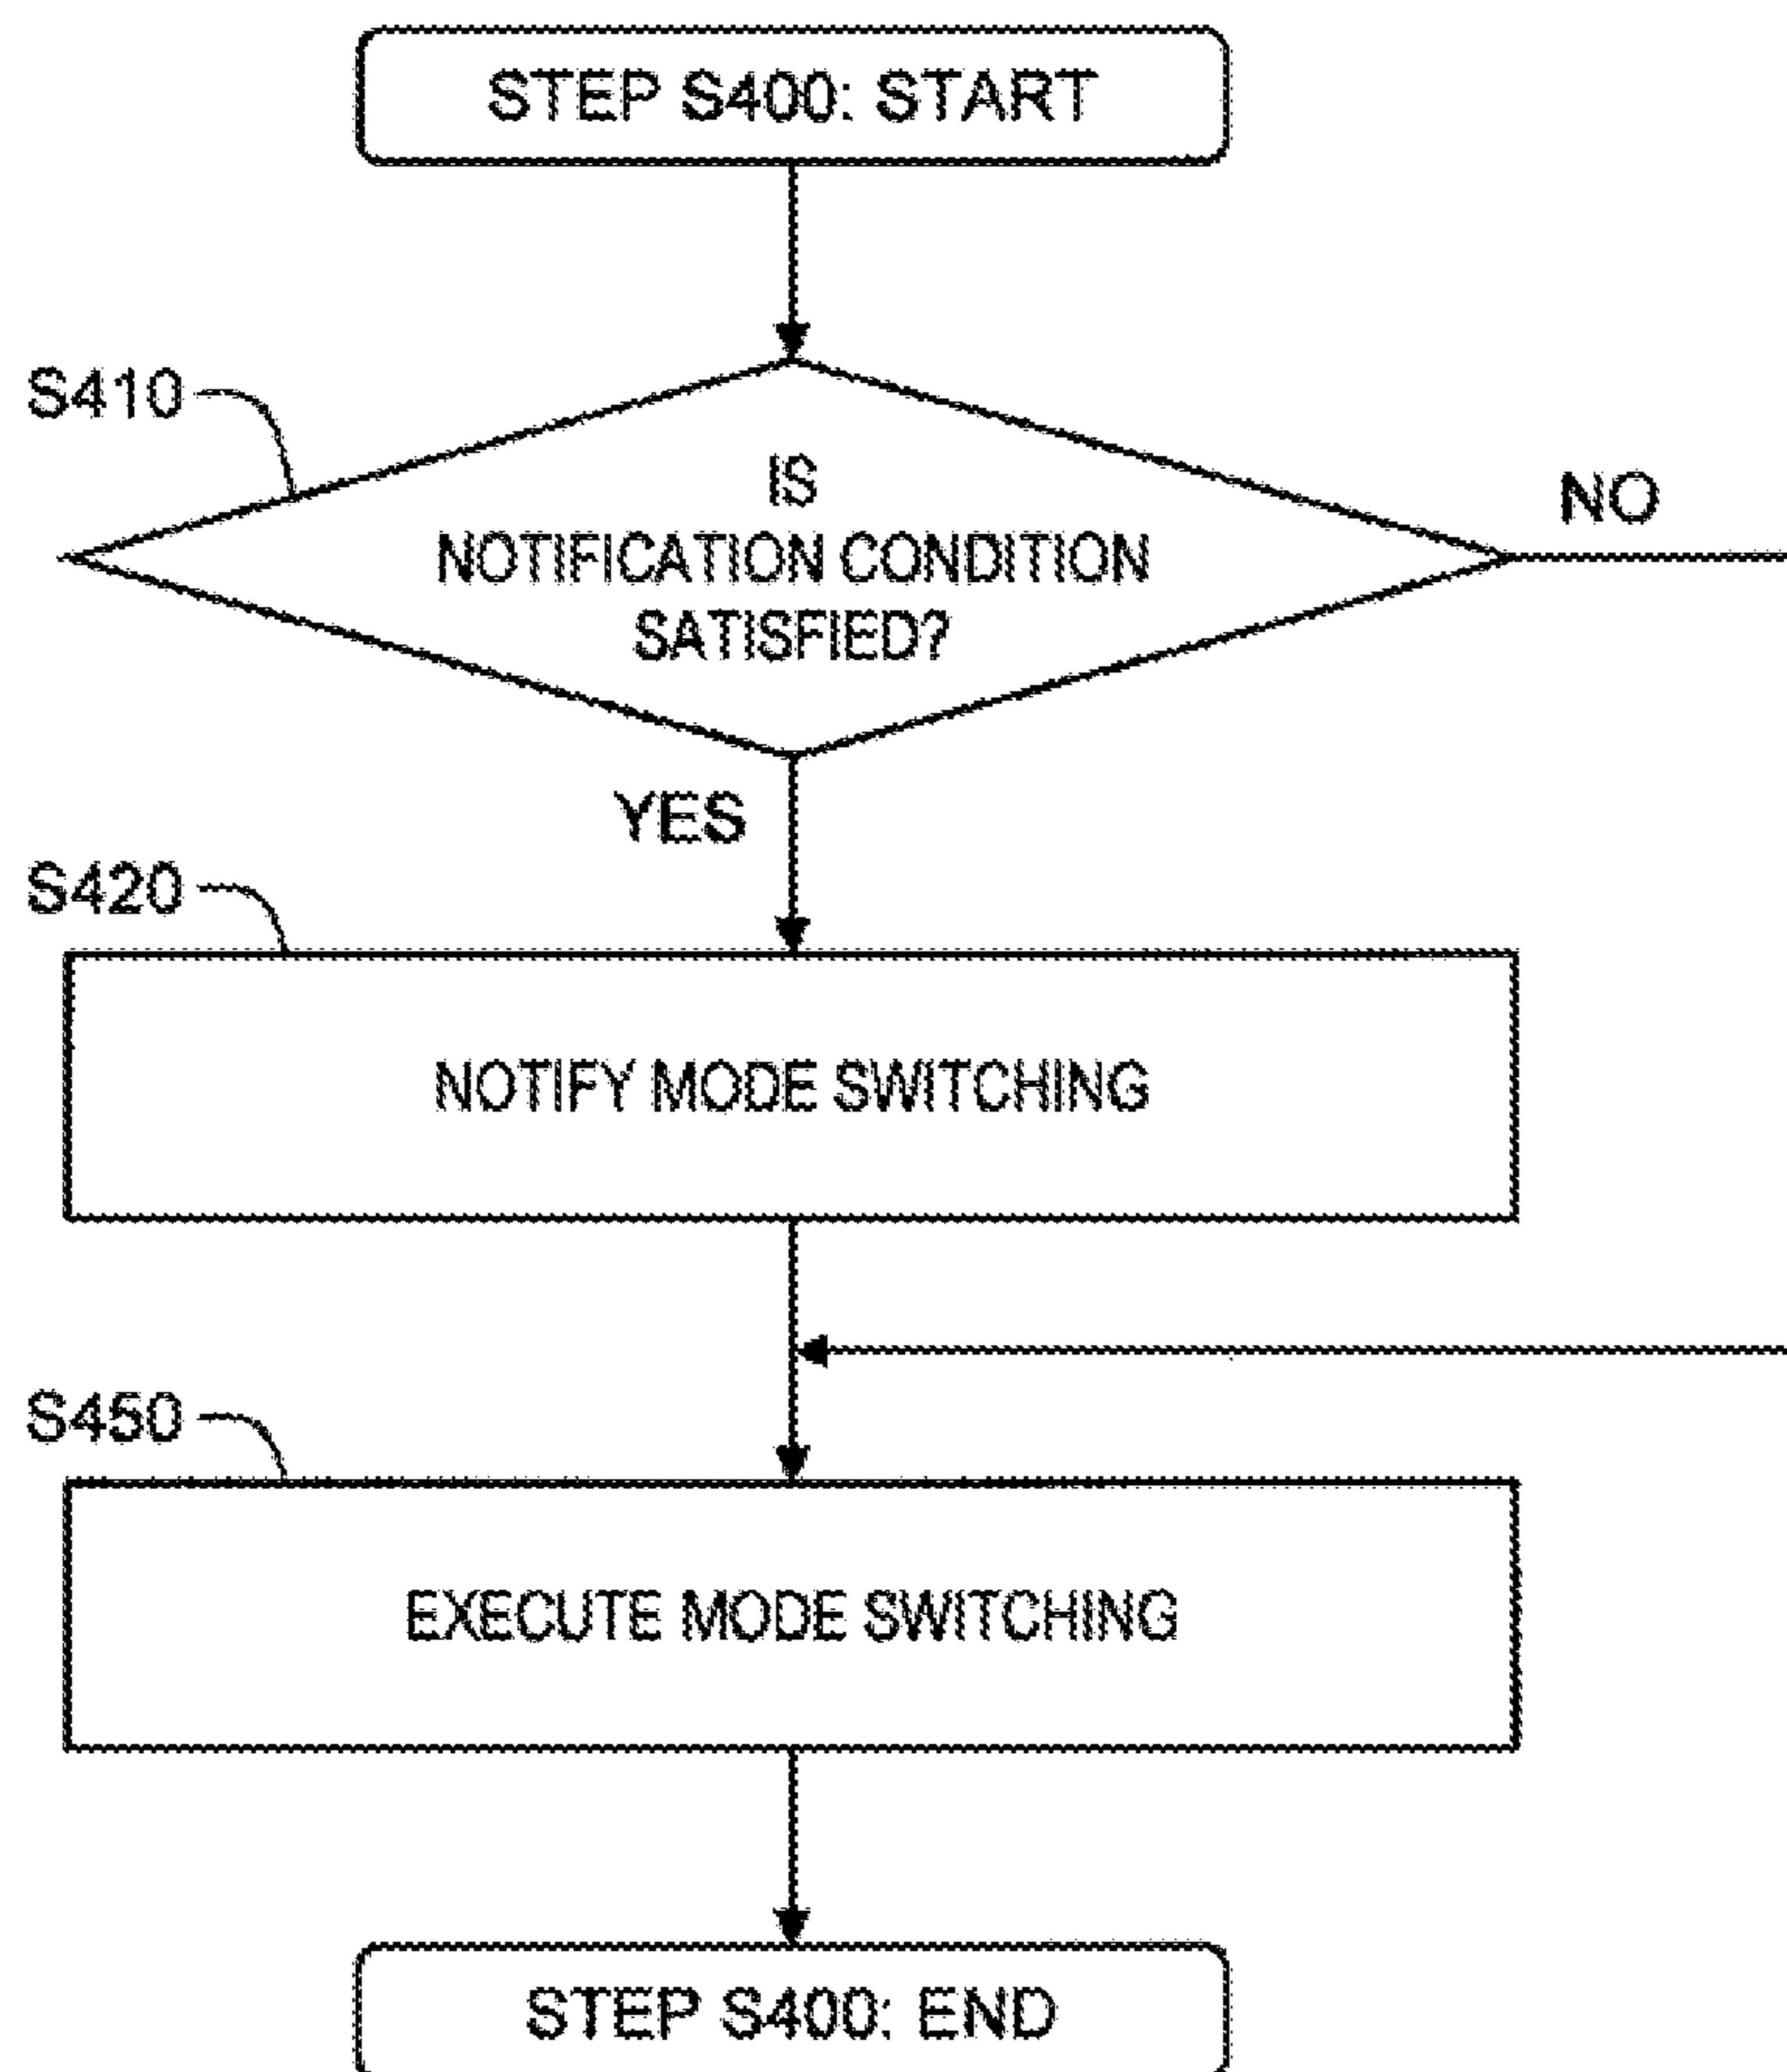 STEP S400: START
S410
IS
NOTIFICATION CONDITION
SATISFIED?
NO
YES
S420
NOTIFY MODE SWITCHING
S450
EXECUTE MODE SWITCHING
STEP S400: END